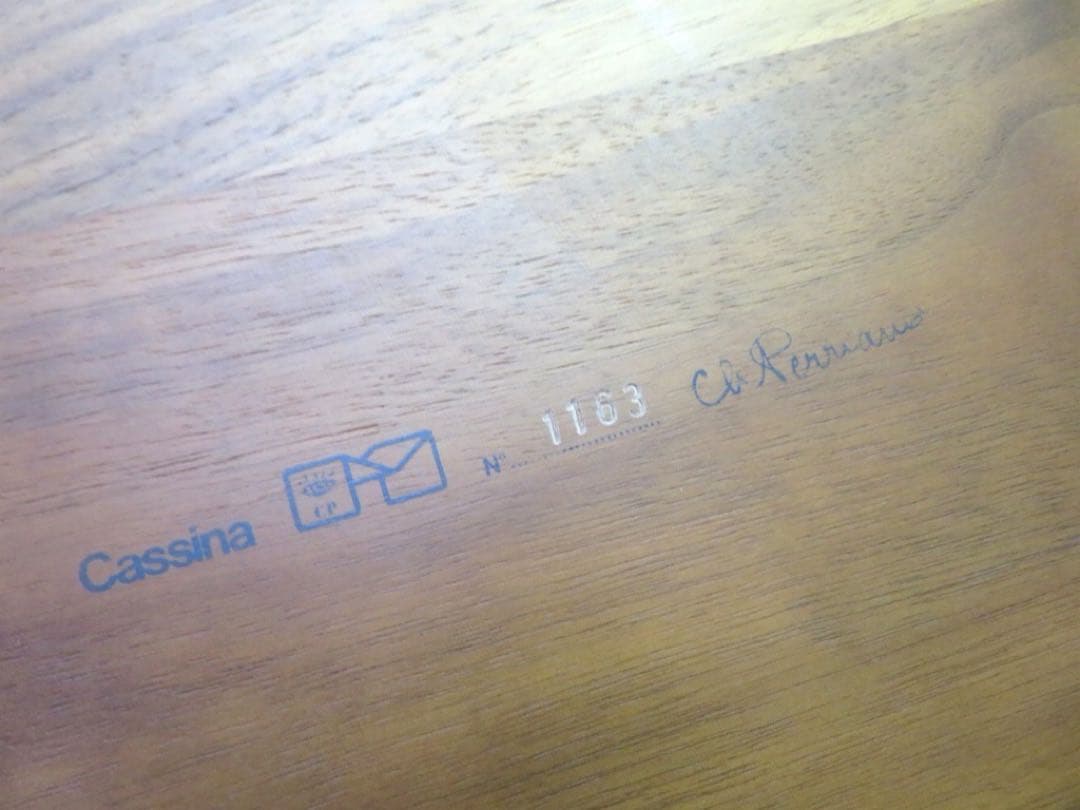 Cassina CP N° 1163 Ch Perriand